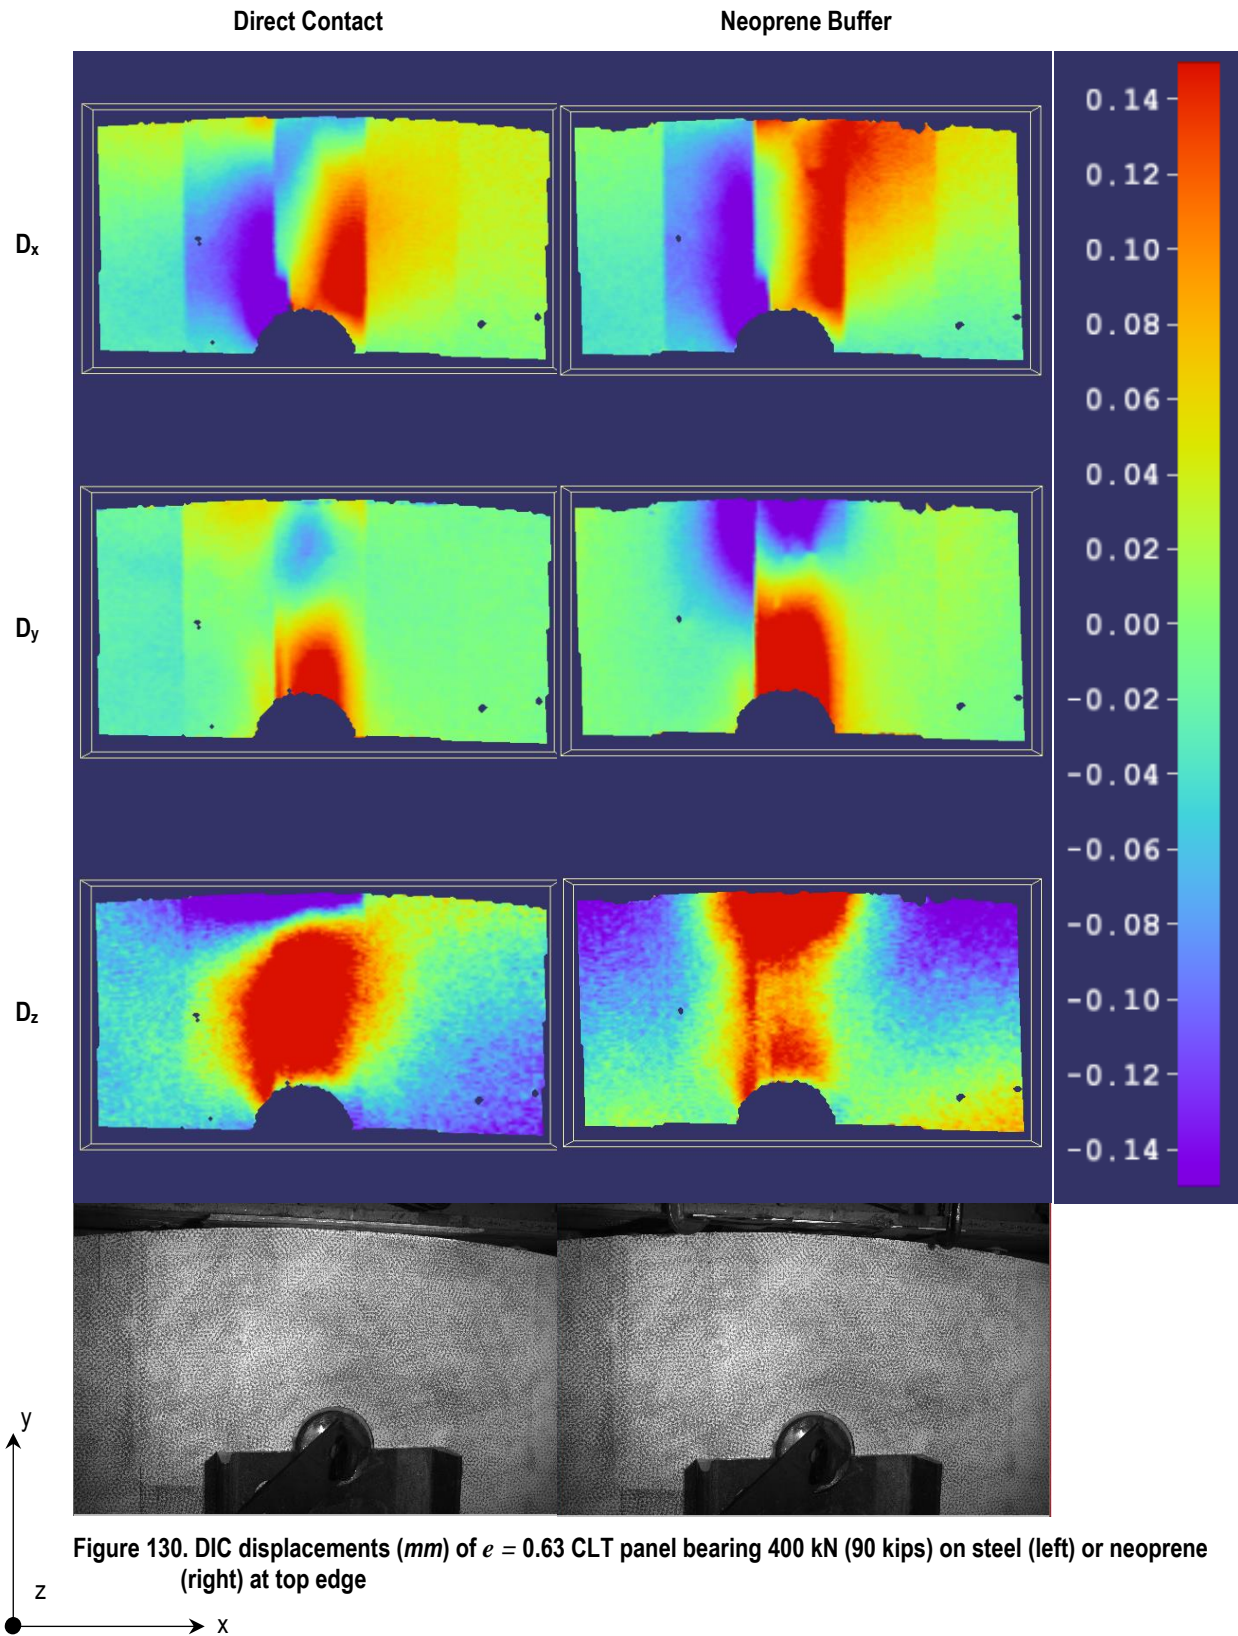 Direct Contact
Neoprene Buffer
Dx
Dy
Dz
0.14
0.12
0.10
0.08
0.06
0.04
0.02
0.00
-0.02
-0.04
-0.06
-0.08
-0.10
-0.12
-0.14
y
z
x
Figure 130. DIC displacements (mm) of e = 0.63 CLT panel bearing 400 kN (90 kips) on steel (left) or neoprene
(right) at top edge